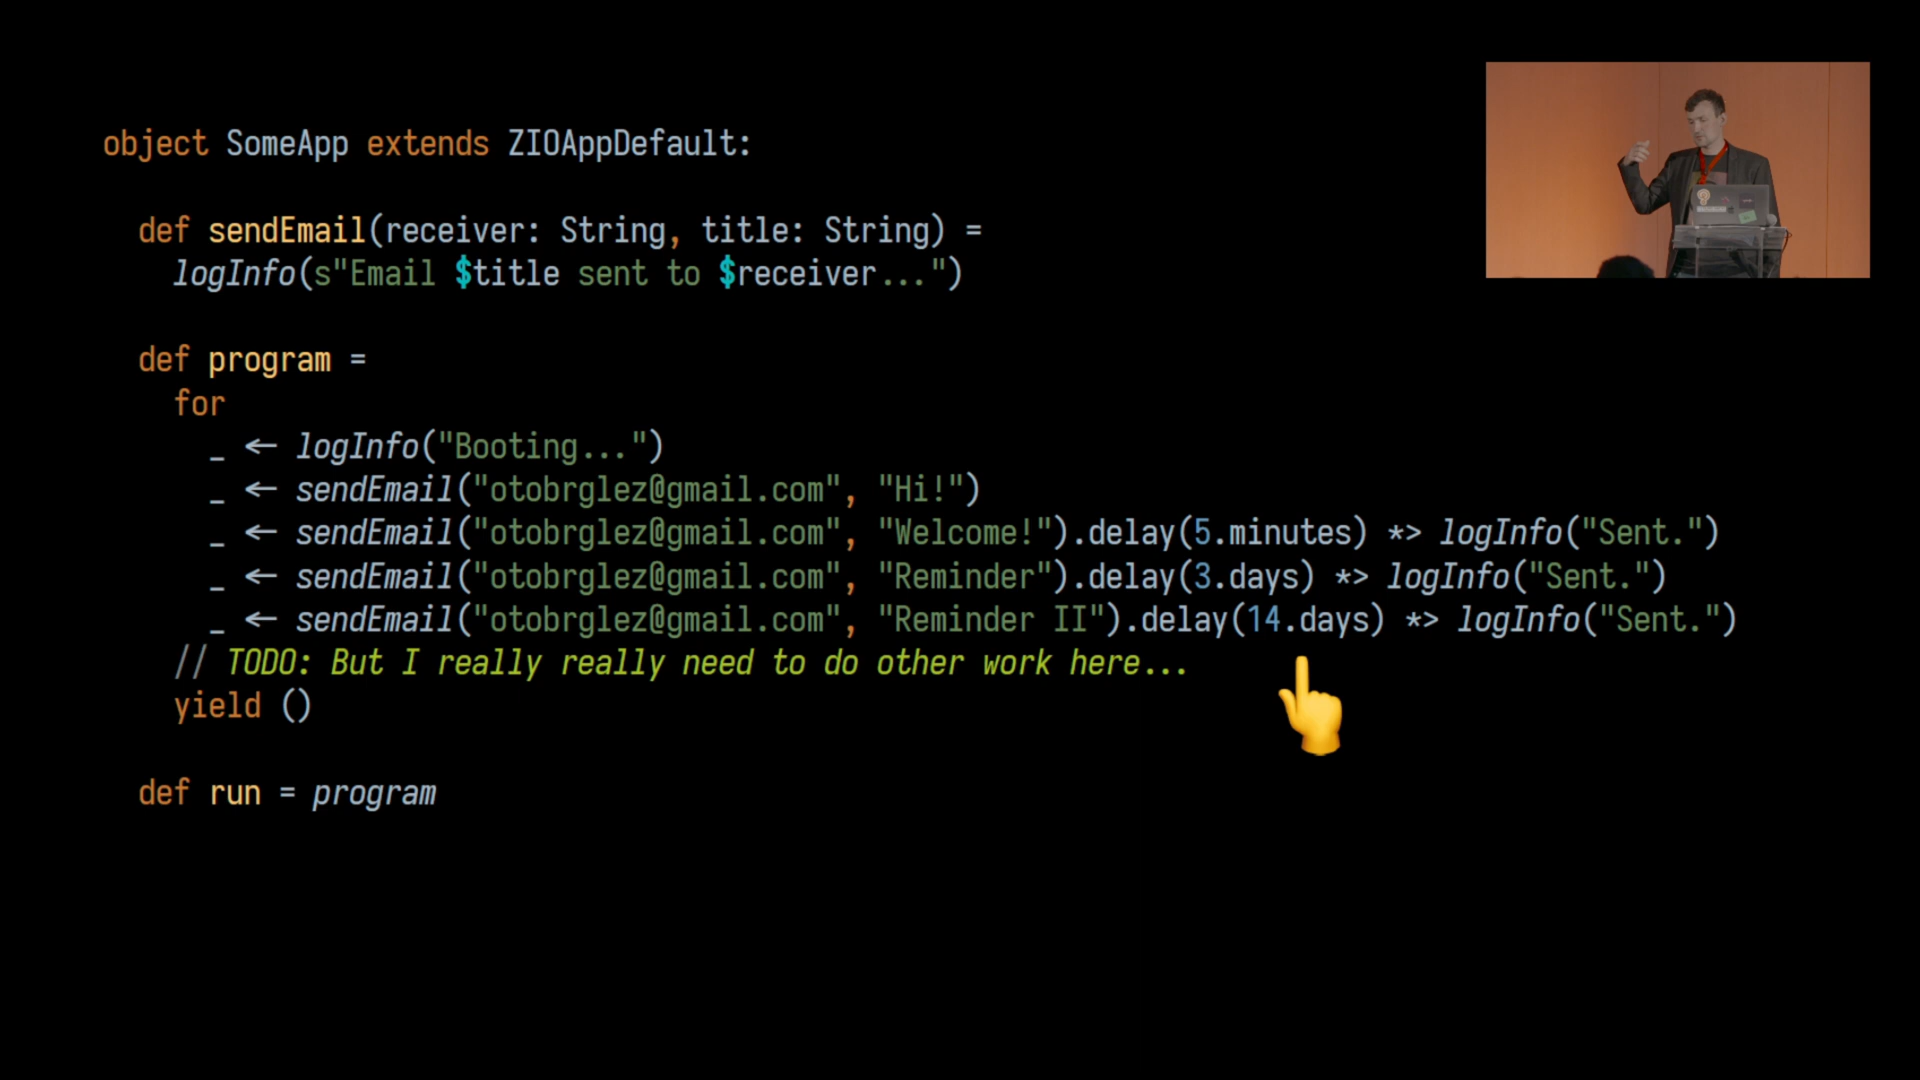 object SomeApp extends ZIOAppDefault:
def sendEmail(receiver: String, title: String) =
logInfo(s"Email $title sent to $receiver...")
def program =
for
_ ← logInfo("Booting...")
_ ← sendEmail("otobrglez@gmail.com", "Hi!")
_ ← sendEmail("otobrglez@gmail.com", "Welcome!").delay(5.minutes) *> logInfo("Sent.")
_ ← sendEmail("otobrglez@gmail.com", "Reminder").delay(3.days) *> logInfo("Sent.")
_ ← sendEmail("otobrglez@gmail.com", "Reminder II").delay(14.days) *> logInfo("Sent.")
// TODO: But I really really need to do other work here...
yield ()
def run = program